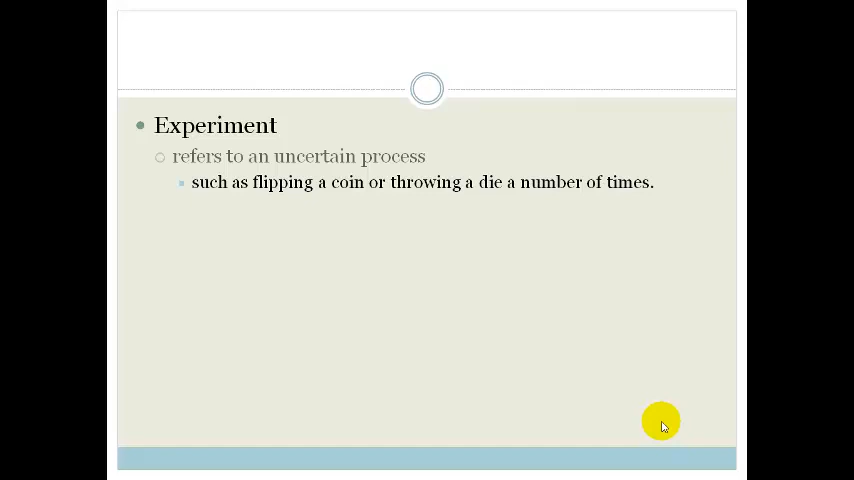 Experiment
refers to an uncertain process
such as flipping a coin or throwing a die a number of times.